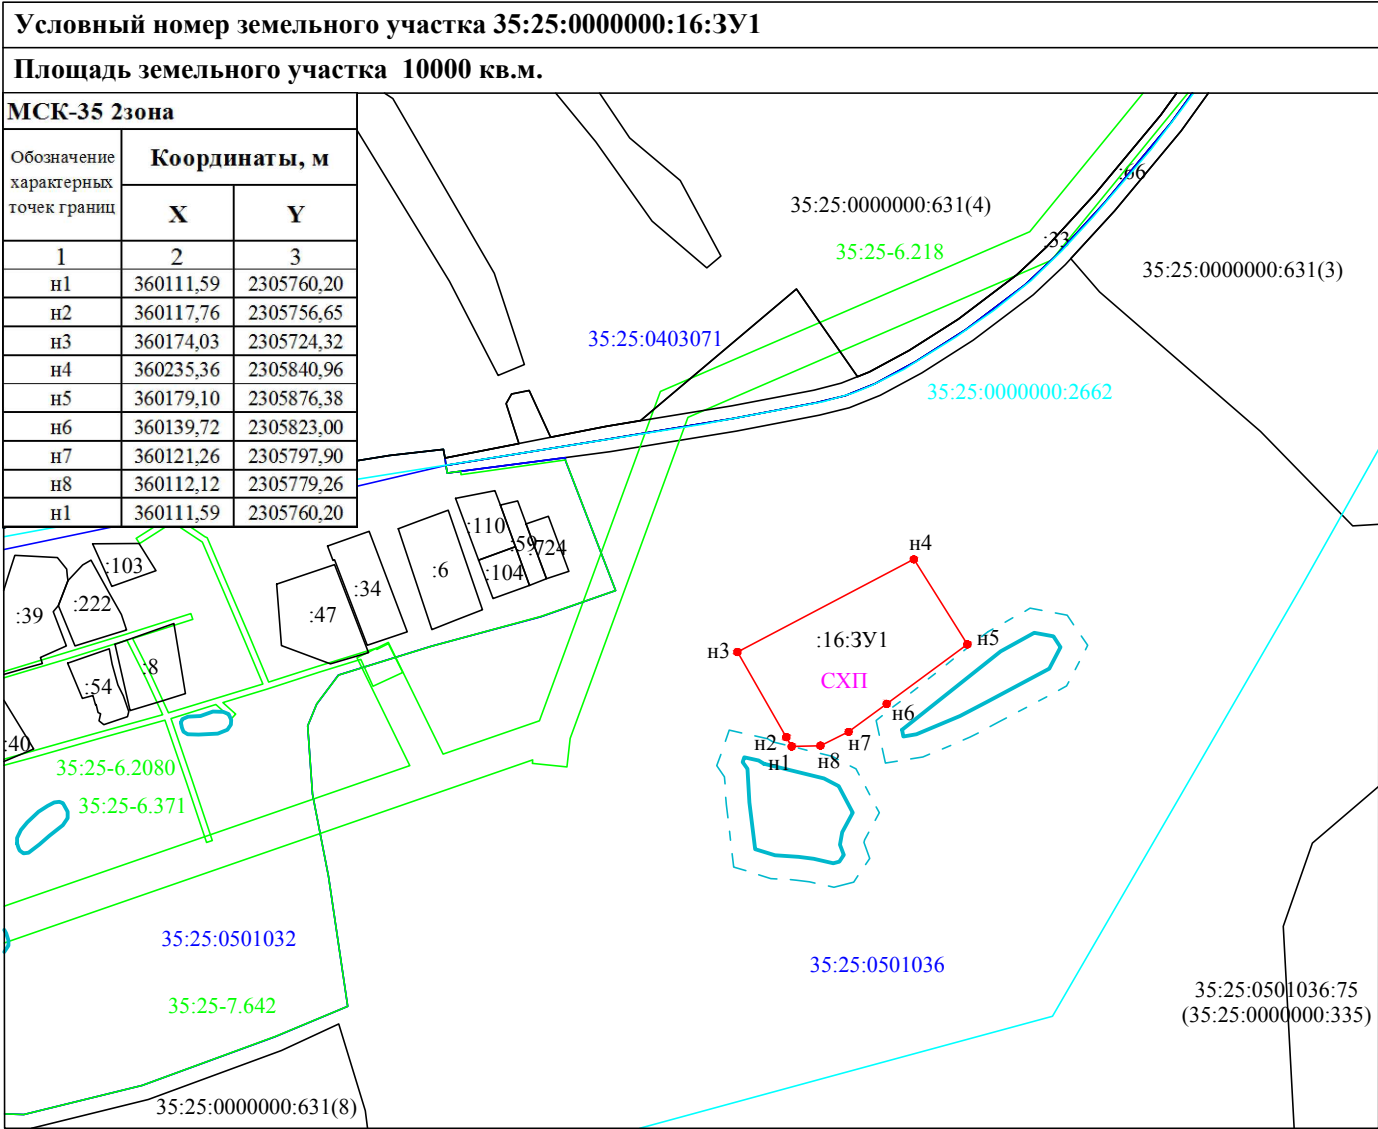 Условный номер земельного участка 35:25:0000000:16:ЗУ1
Площадь земельного участка 10000 кв.м.
МСК-35 2зона
Обозначение характерных точек границ
Координаты, м
X Y
1 2 3
н1 360111,59 2305760,20
н2 360117,76 2305756,65
н3 360174,03 2305724,32
н4 360235,36 2305840,96
н5 360179,10 2305876,38
н6 360139,72 2305823,00
н7 360121,26 2305797,90
н8 360112,12 2305779,26
н1 360111,59 2305760,20
:66
35:25:0000000:631(4)
:33
35:25-6.218
35:25:0000000:631(3)
35:25:0403071
35:25:0000000:2662
:110
:59
:724
:104
:6
:34
:47
:103
:222
:39
:8
:54
:40
н4
н5
н3
:16:ЗУ1
СХП
н6
н7
н2
н1
н8
35:25-6.2080
35:25-6.371
35:25:0501032
35:25:0501036
35:25-7.642
35:25:0501036:75
(35:25:0000000:335)
35:25:0000000:631(8)